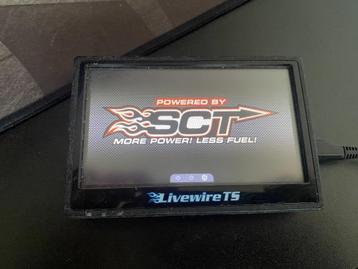 POWERED BY
SCT
MORE POWER! LESS FUEL!
Livewire TS